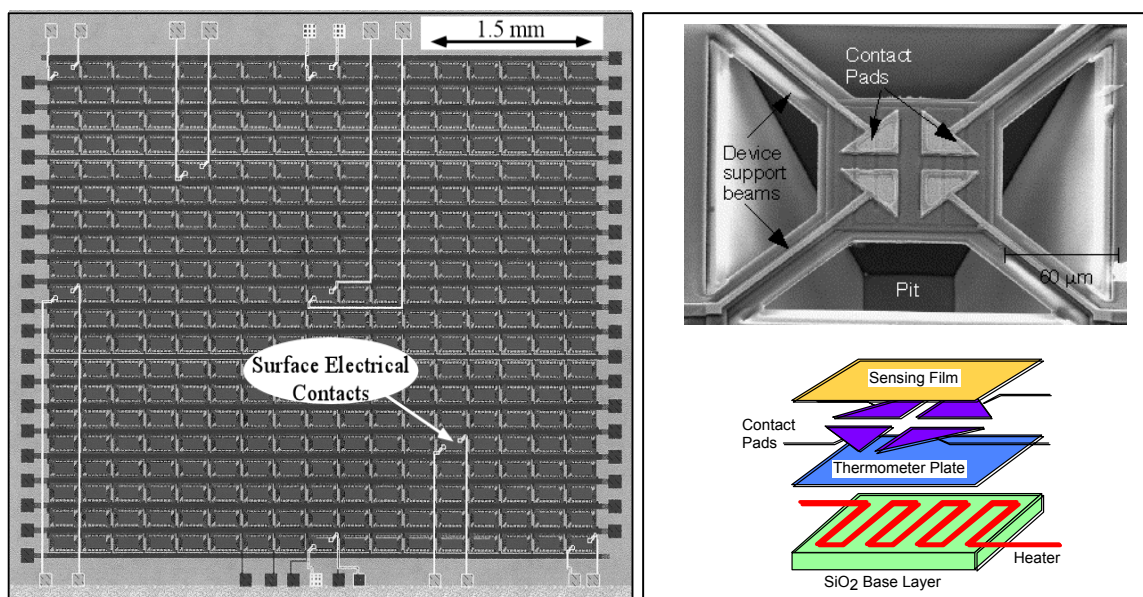 1.5 mm
Surface Electrical
Contacts
Contact
Pads
Device
support
beams
60 µm
Pit
Sensing Film
Contact
Pads
Thermometer Plate
Heater
SiO2 Base Layer